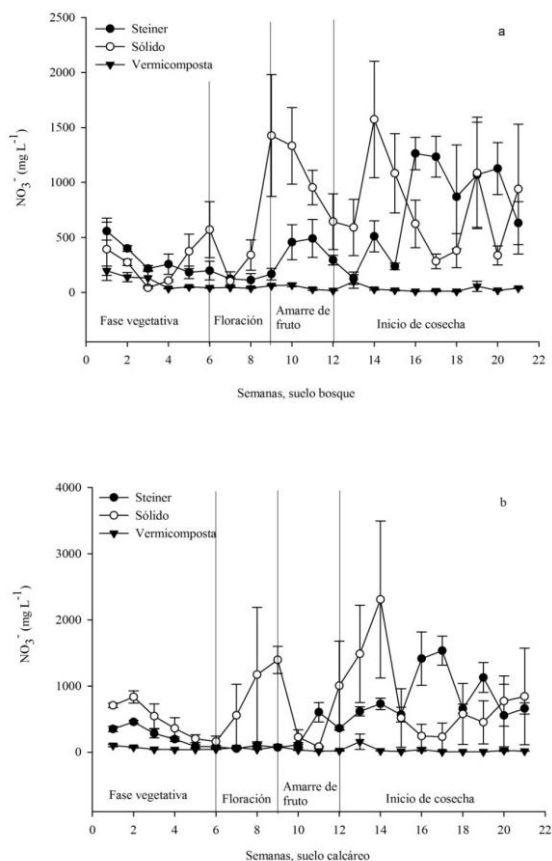 a
Steiner
Sólido
Vermicomposta
2500
2000
1500
1000
500
0
NO3- (mg L-1)
Fase vegetativa
Floración
Amarre de
fruto
Inicio de cosecha
0 2 4 6 8 10 12 14 16 18 20 22
Semanas, suelo bosque
b
Steiner
Sólido
Vermicomposta
4000
3000
2000
1000
0
NO3- (mg L-1)
Fase vegetativa
Floración
Amarre de
fruto
Inicio de cosecha
0 2 4 6 8 10 12 14 16 18 20 22
Semanas, suelo calcáreo